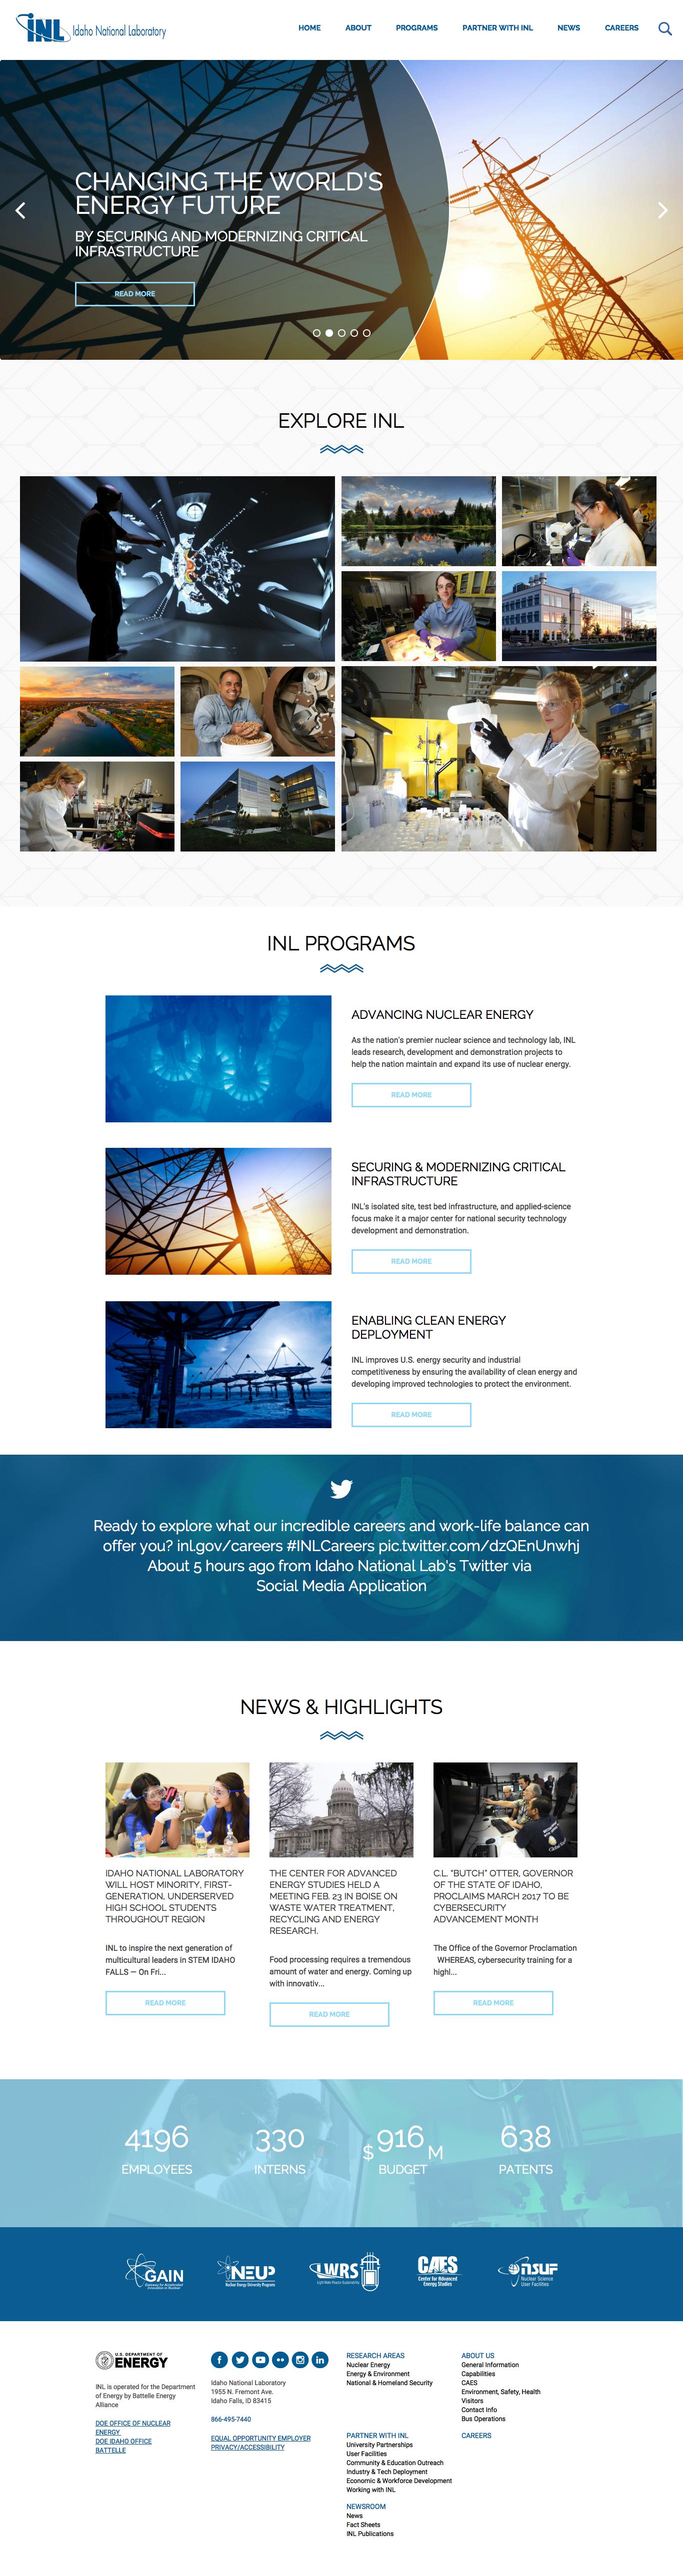 INL Idaho National Laboratory
HOME ABOUT PROGRAMS PARTNER WITH INL NEWS CAREERS
CHANGING THE WORLD'S
ENERGY FUTURE
BY SECURING AND MODERNIZING CRITICAL
INFRASTRUCTURE
READ MORE
EXPLORE INL
INL PROGRAMS
ADVANCING NUCLEAR ENERGY
As the nation's premier nuclear science and technology lab, INL
leads research, development and demonstration projects to
help the nation maintain and expand its use of nuclear energy.
READ MORE
SECURING & MODERNIZING CRITICAL
INFRASTRUCTURE
INL's isolated site, test bed infrastructure, and applied-science
focus make it a major center for national security technology
development and demonstration.
READ MORE
ENABLING CLEAN ENERGY
DEPLOYMENT
INL improves U.S. energy security and industrial
competitiveness by ensuring the availability of clean energy and
developing improved technologies to protect the environment.
READ MORE
Ready to explore what our incredible careers and work-life balance can
offer you? inl.gov/careers #INLCareers pic.twitter.com/dzQEnUnwhj
About 5 hours ago from Idaho National Lab's Twitter via
Social Media Application
NEWS & HIGHLIGHTS
IDAHO NATIONAL LABORATORY
WILL HOST MINORITY, FIRST-
GENERATION, UNDERSERVED
HIGH SCHOOL STUDENTS
THROUGHOUT REGION
INL to inspire the next generation of
multicultural leaders in STEM IDAHO
FALLS — On Fri...
READ MORE
THE CENTER FOR ADVANCED
ENERGY STUDIES HELD A
MEETING FEB. 23 IN BOISE ON
WASTE WATER TREATMENT,
RECYCLING AND ENERGY
RESEARCH.
Food processing requires a tremendous
amount of water and energy. Coming up
with innovativ...
READ MORE
C.L. "BUTCH" OTTER, GOVERNOR
OF THE STATE OF IDAHO,
PROCLAIMS MARCH 2017 TO BE
CYBERSECURITY
ADVANCEMENT MONTH
The Office of the Governor Proclamation
WHEREAS, cybersecurity training for a
highl...
READ MORE
4196
EMPLOYEES
330
INTERNS
$ 916 M
BUDGET
638
PATENTS
GAIN
Gateway for Accelerated
Innovation in Nuclear
NEUP
Nuclear Energy University Programs
LWRS
Light Water Reactor Sustainability
CAES
Center for Advanced
Energy Studies
NSUF
Nuclear Science
User Facilities
U.S. DEPARTMENT OF
ENERGY
INL is operated for the Department
of Energy by Battelle Energy
Alliance
DOE OFFICE OF NUCLEAR
ENERGY
DOE IDAHO OFFICE
BATTELLE
Idaho National Laboratory
1955 N. Fremont Ave.
Idaho Falls, ID 83415
866-495-7440
EQUAL OPPORTUNITY EMPLOYER
PRIVACY/ACCESSIBILITY
RESEARCH AREAS
Nuclear Energy
Energy & Environment
National & Homeland Security
ABOUT US
General Information
Capabilities
CAES
Environment, Safety, Health
Visitors
Contact Info
Bus Operations
PARTNER WITH INL
University Partnerships
User Facilities
Community & Education Outreach
Industry & Tech Deployment
Economic & Workforce Development
Working with INL
CAREERS
NEWSROOM
News
Fact Sheets
INL Publications